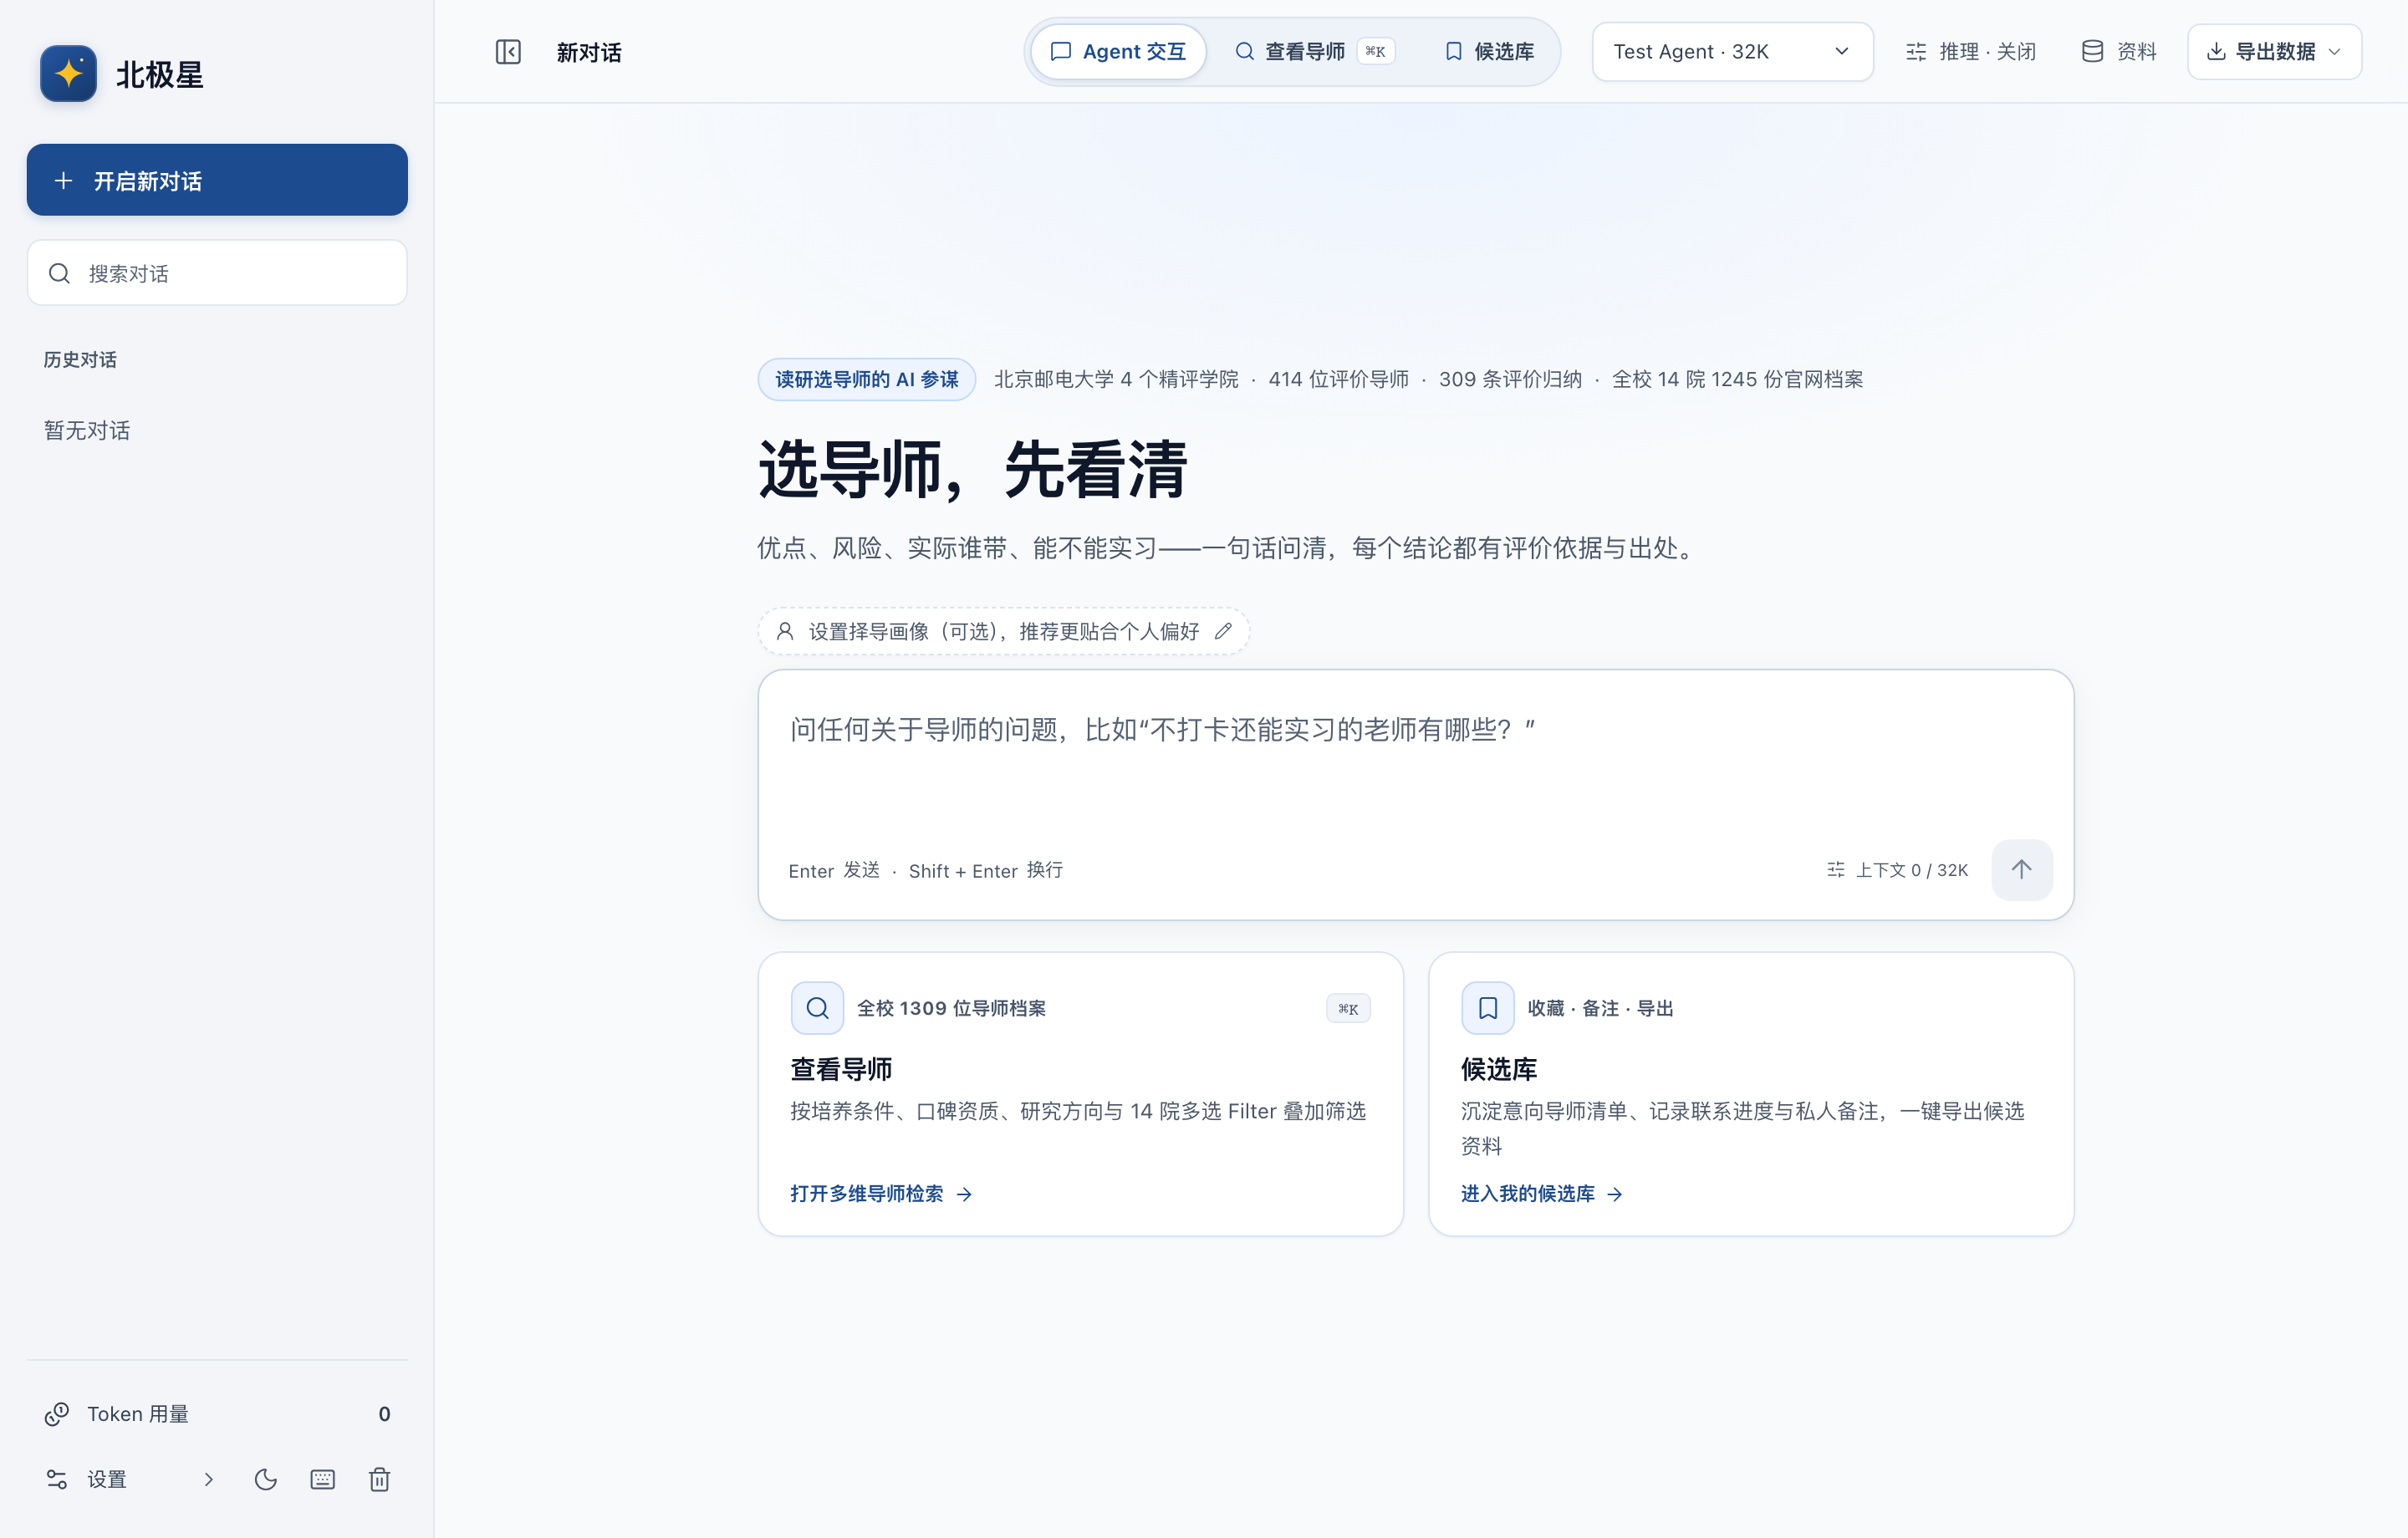 北极星
开启新对话
搜索对话
历史对话
暂无对话
Token 用量 0
设置
新对话
Agent 交互 查看导师 ⌘K 候选库 Test Agent · 32K 推理 · 关闭 资料 导出数据
读研选导师的 AI 参谋 北京邮电大学 4 个精评学院 · 414 位评价导师 · 309 条评价归纳 · 全校 14 院 1245 份官网档案
选导师，先看清
优点、风险、实际谁带、能不能实习——一句话问清，每个结论都有评价依据与出处。
设置择导画像（可选），推荐更贴合个人偏好
问任何关于导师的问题，比如“不打卡还能实习的老师有哪些？”
Enter 发送 · Shift + Enter 换行 上下文 0 / 32K
全校 1309 位导师档案 ⌘K
查看导师
按培养条件、口碑资质、研究方向与 14 院多选 Filter 叠加筛选
打开多维导师检索 →
收藏 · 备注 · 导出
候选库
沉淀意向导师清单、记录联系进度与私人备注，一键导出候选
资料
进入我的候选库 →